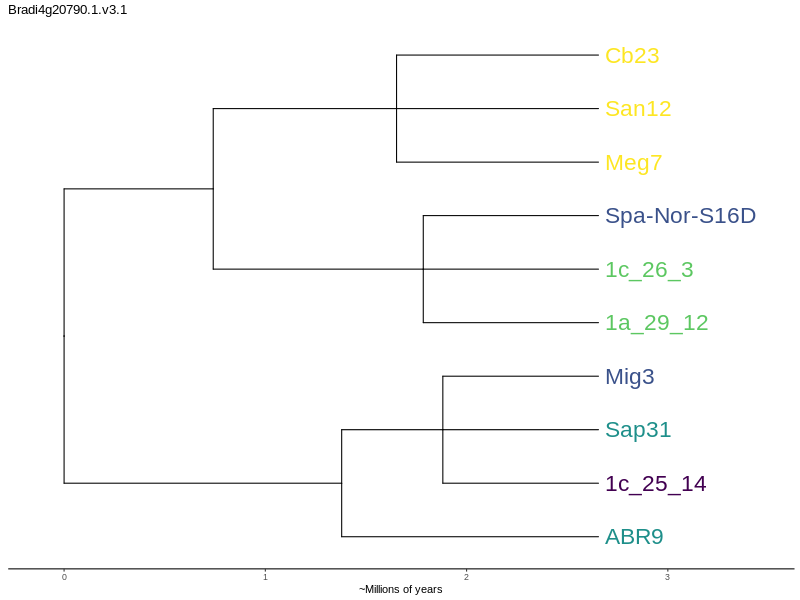 Bradi4g20790.1.v3.1
Cb23
San12
Meg7
Spa-Nor-S16D
1c_26_3
1a_29_12
Mig3
Sap31
1c_25_14
ABR9
0 1 2 3
~Millions of years